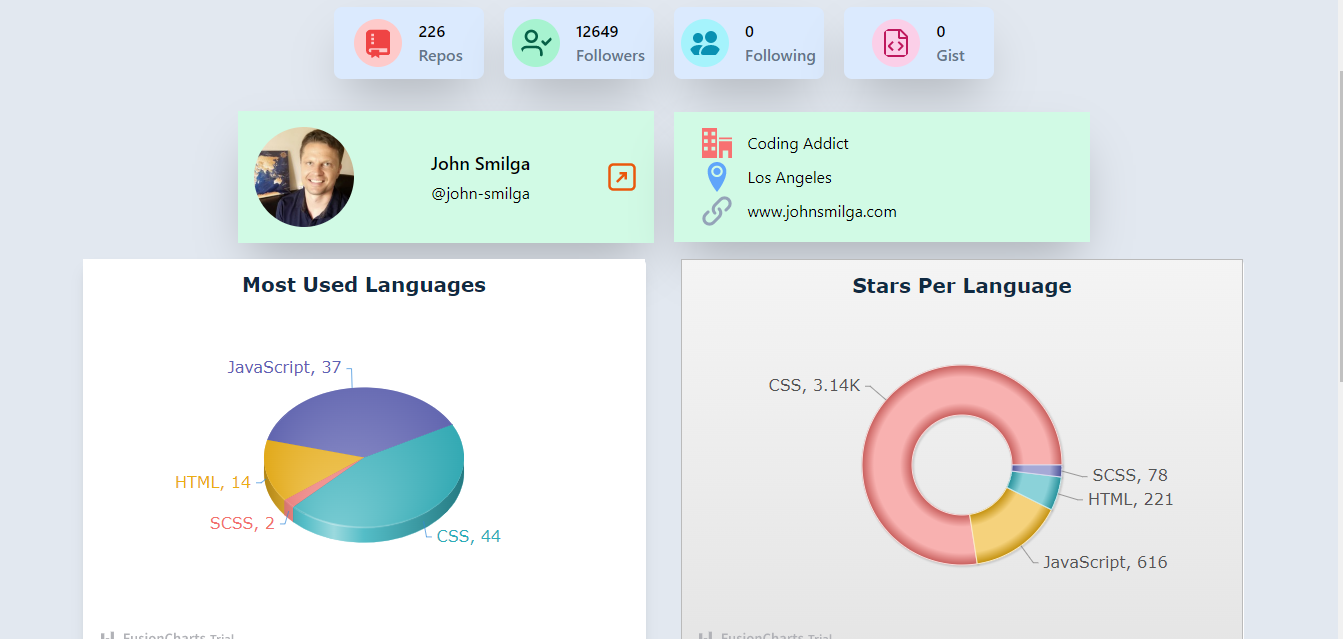 226
Repos
12649
Followers
0
Following
0
Gist
John Smilga
@john-smilga
Coding Addict
Los Angeles
www.johnsmilga.com
Most Used Languages
JavaScript, 37
HTML, 14
SCSS, 2
CSS, 44
FusionCharts Trial
Stars Per Language
CSS, 3.14K
SCSS, 78
HTML, 221
JavaScript, 616
FusionCharts Trial